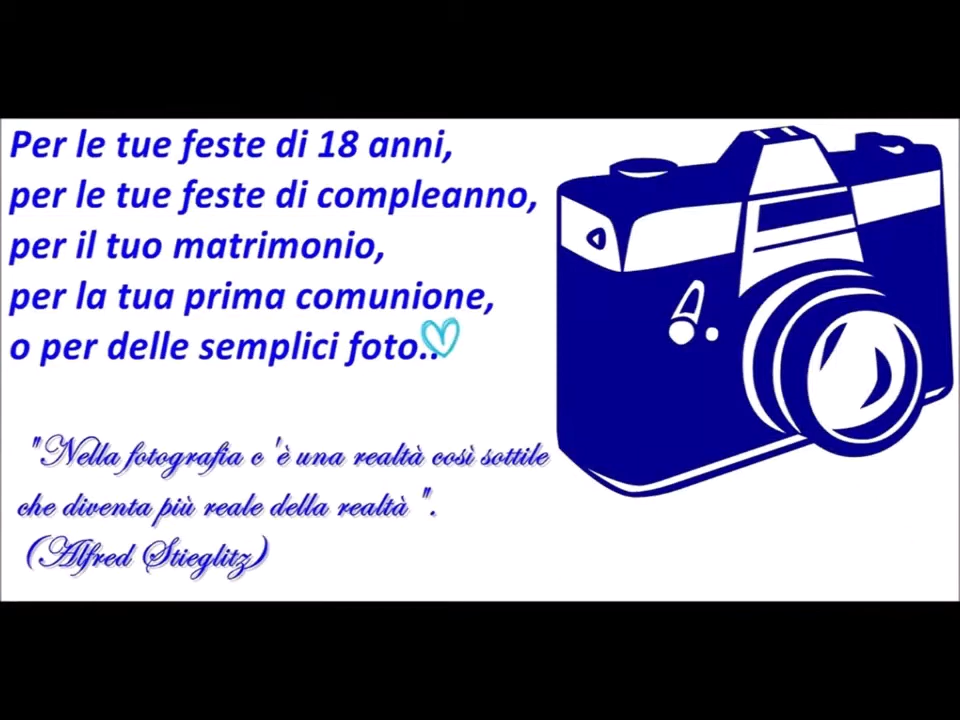 Per le tue feste di 18 anni,
per le tue feste di compleanno,
per il tuo matrimonio,
per la tua prima comunione,
o per delle semplici foto..
"Nella fotografia c 'è una realtà così sottile
che diventa più reale della realtà ".
(Alfred Stieglitz)